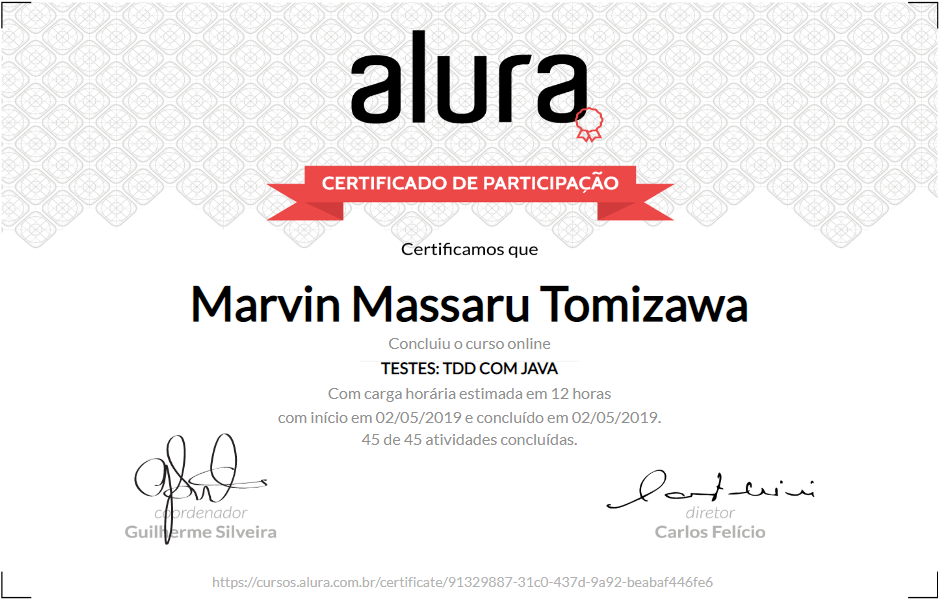 alura
CERTIFICADO DE PARTICIPAÇÃO
Certificamos que
Marvin Massaru Tomizawa
Concluiu o curso online
TESTES: TDD COM JAVA
Com carga horária estimada em 12 horas
com início em 02/05/2019 e concluído em 02/05/2019.
45 de 45 atividades concluídas.
coordenador
Guilherme Silveira
diretor
Carlos Felício
https://cursos.alura.com.br/certificate/91329887-31c0-437d-9a92-beabaf446fe6